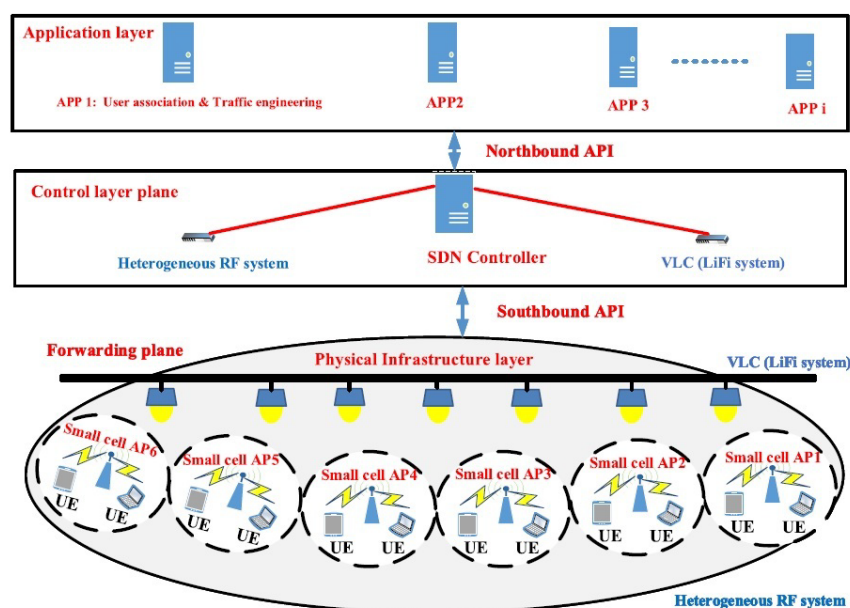 Application layer
APP 1: User association & Traffic engineering
APP2
APP 3
APP i
Northbound API
Control layer plane
Heterogeneous RF system
SDN Controller
VLC (LiFi system)
Southbound API
Forwarding plane
Physical Infrastructure layer
VLC (LiFi system)
Small cell AP6
UE
UE
Small cell AP5
UE
UE
Small cell AP4
UE
UE
Small cell AP3
UE
UE
Small cell AP2
UE
UE
Small cell AP1
UE
UE
Heterogeneous RF system